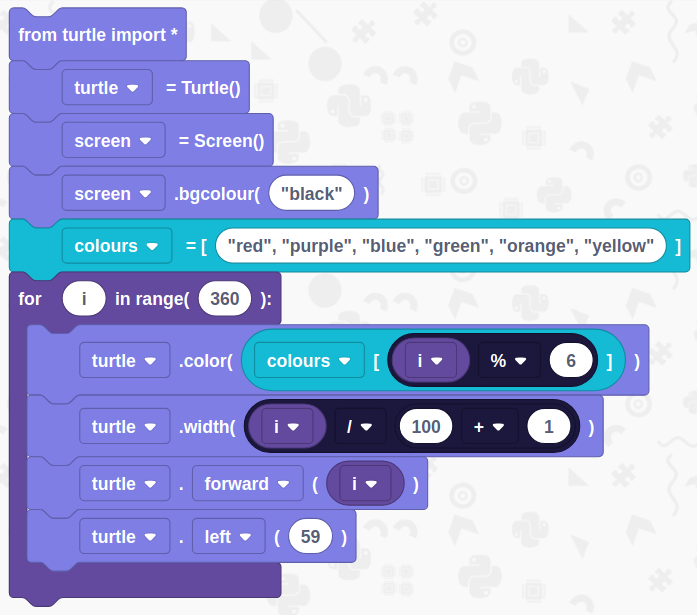 from turtle import *
turtle = Turtle()
screen = Screen()
screen .bgcolour( "black" )
colours = [ "red", "purple", "blue", "green", "orange", "yellow" ]
for i in range( 360 ):
turtle .color( colours [ i % 6 ] )
turtle .width( i / 100 + 1 )
turtle . forward ( i )
turtle . left ( 59 )